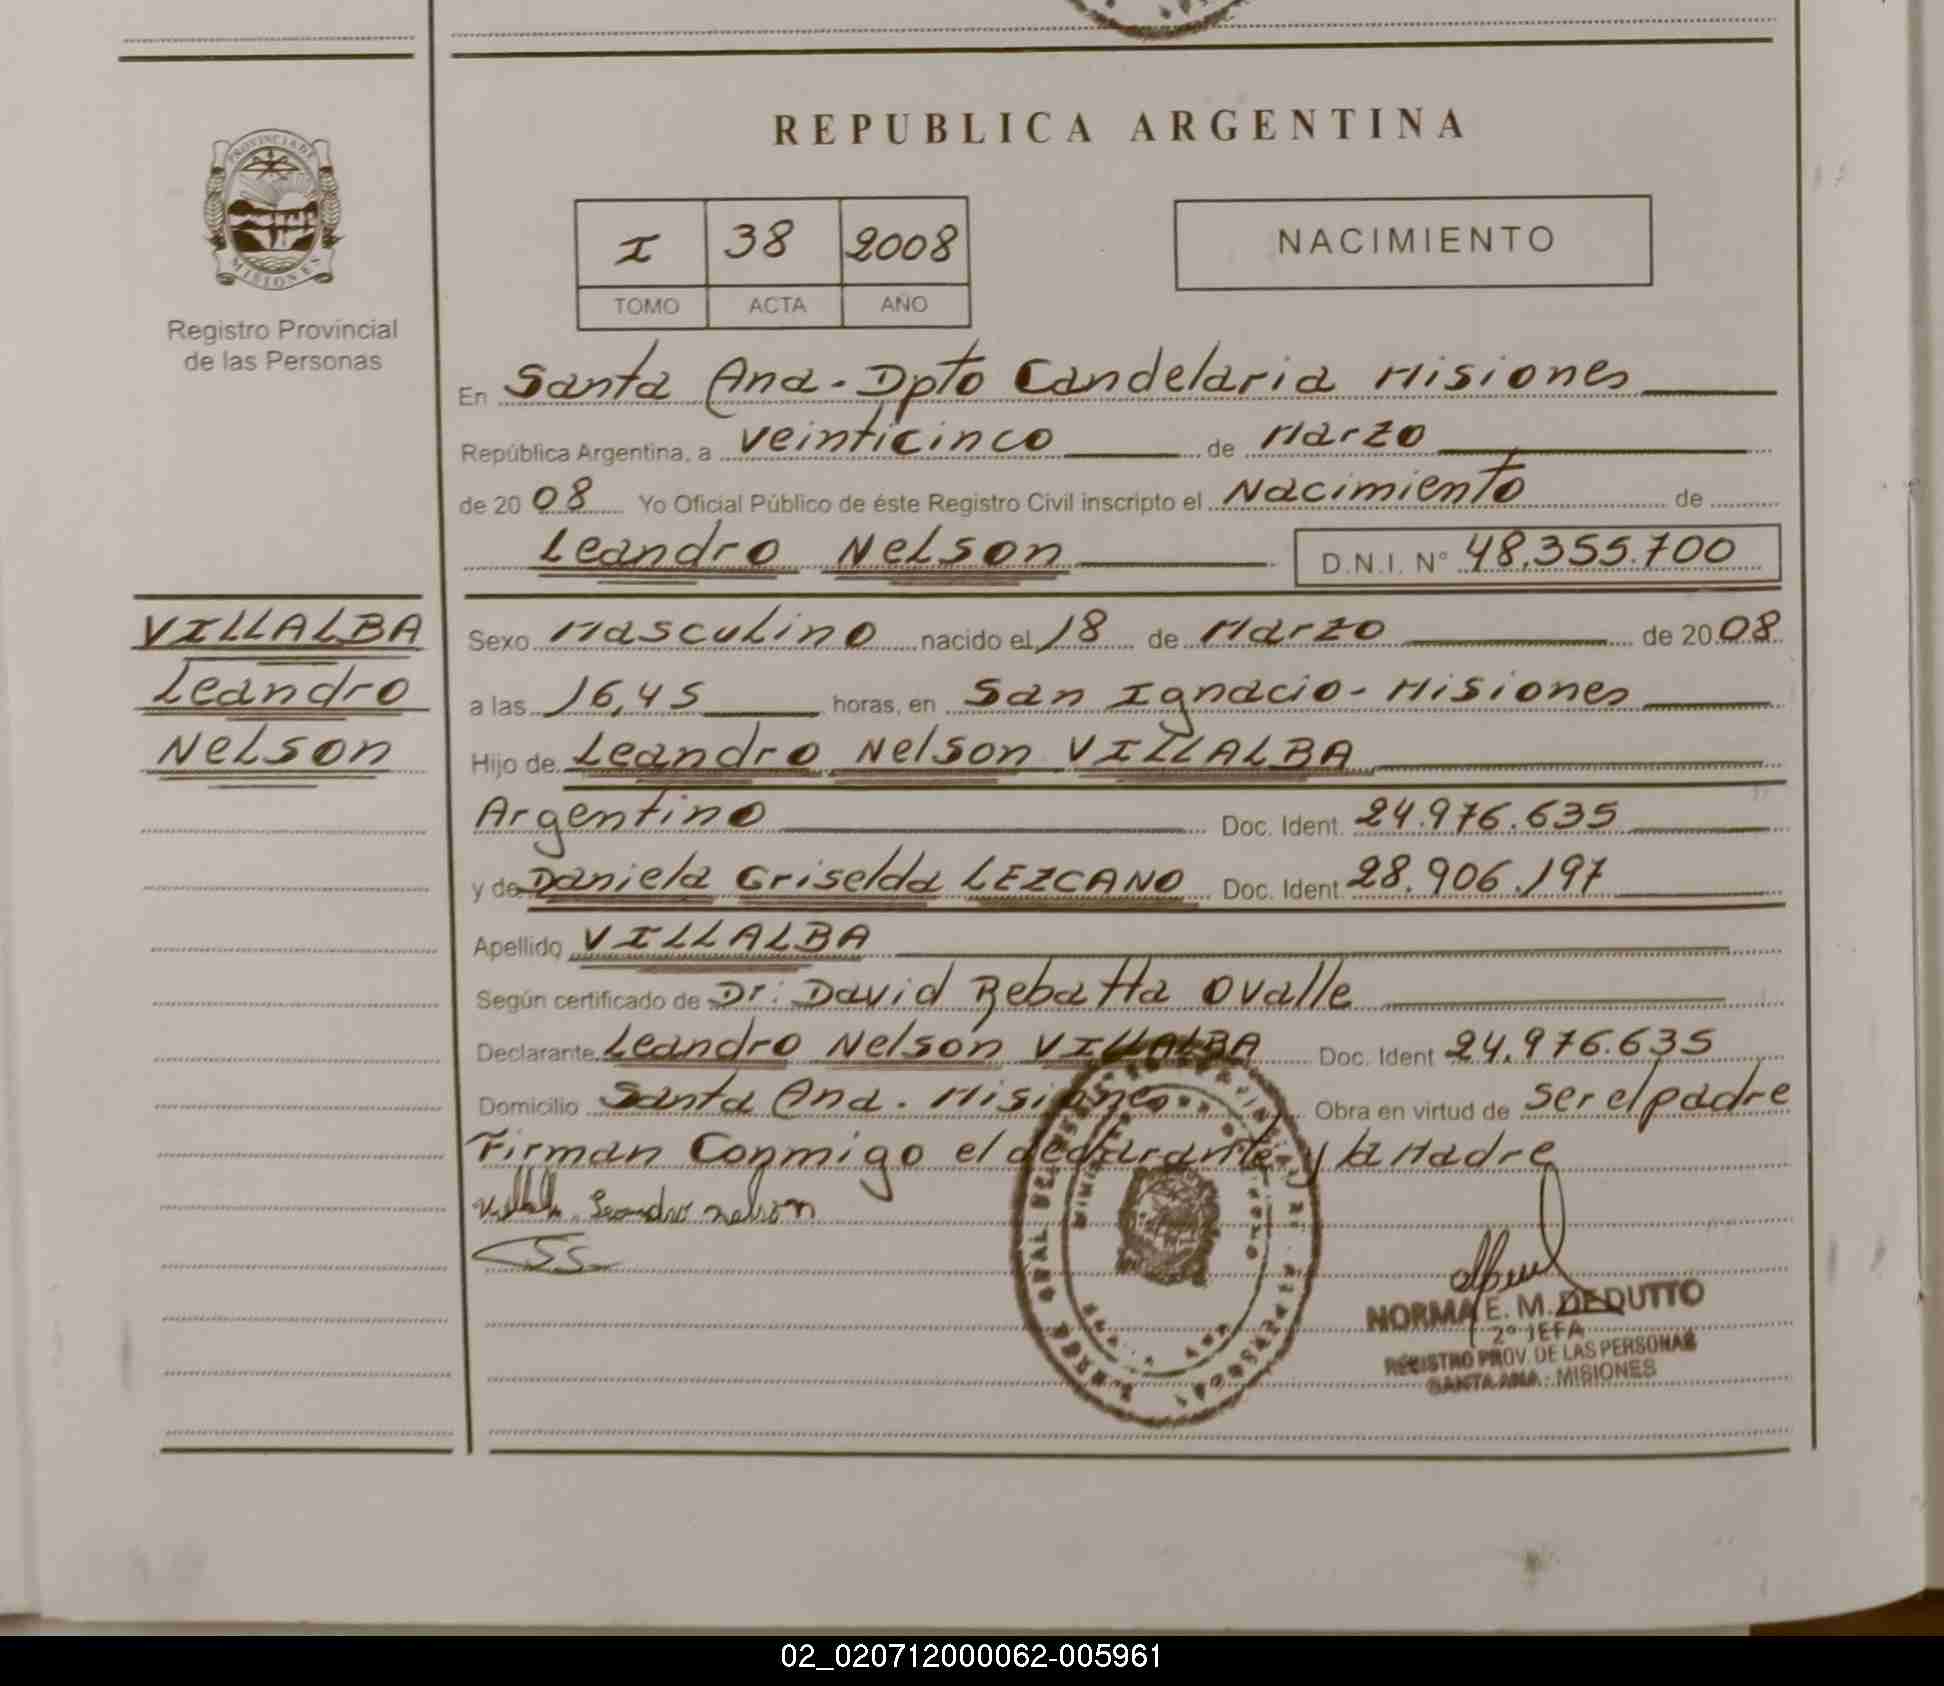 REPUBLICA ARGENTINA
PROVINCIA DE
MISIONES
Registro Provincial
de las Personas
I 38 2008
TOMO ACTA AÑO
NACIMIENTO
En Santa Ana - Dpto Candelaria Misiones
República Argentina, a veinticinco de Marzo
de 2008 Yo Oficial Público de éste Registro Civil inscripto el Nacimiento de
Leandro Nelson D.N.I. N° 48.355.700
VILLALBA
Leandro
Nelson
Sexo Masculino nacido el 18 de Marzo de 2008
a las 16,45 horas, en San Ignacio - Misiones
Hijo de Leandro Nelson VILLALBA
Argentino Doc. Ident. 24.976.635
y de Daniela Griselda LEZCANO Doc. Ident. 28.906.197
Apellido VILLALBA
Según certificado de Dr. David Rebatta Ovalle
Declarante Leandro Nelson VILLALBA Doc. Ident 24.976.635
Domicilio Santa Ana - Misiones Obra en virtud de ser el padre
Firman Conmigo el declarante y la Madre
Leandro nelson
NORMA E. M. DEDUTTO
2° JEFA
REGISTRO PROV. DE LAS PERSONAS
SANTA ANA - MISIONES
02_020712000062-005961